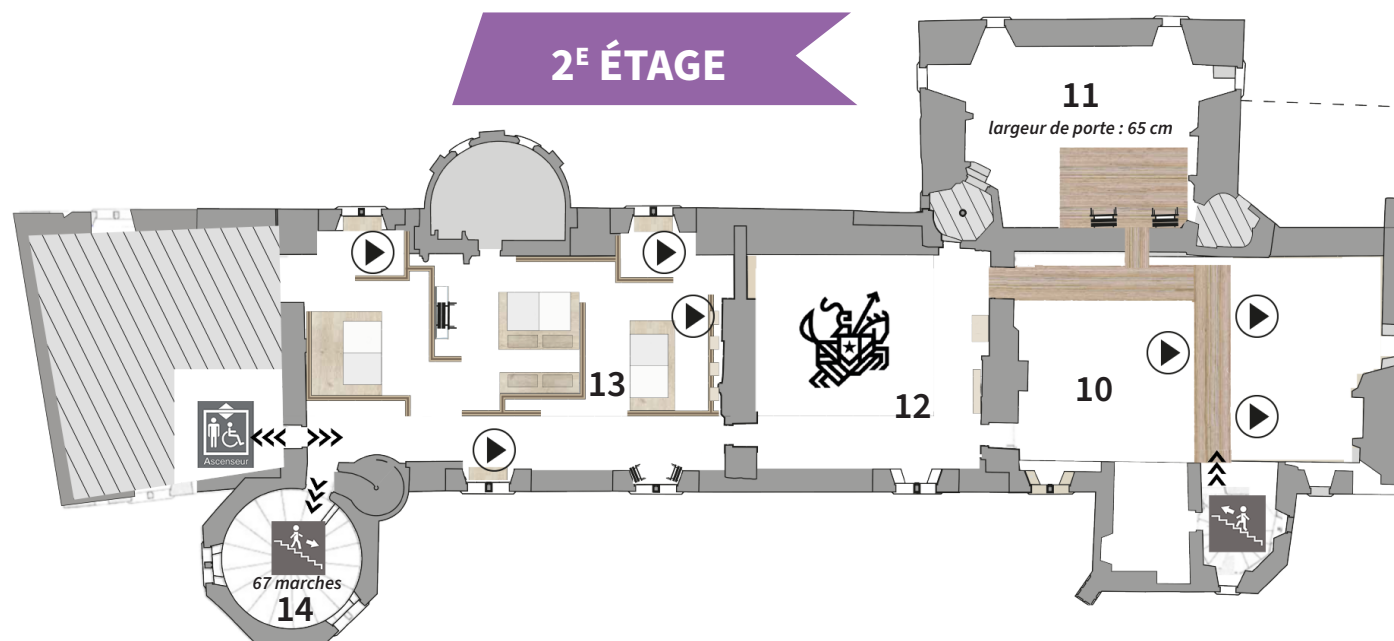 2E ÉTAGE
11
largeur de porte : 65 cm
13
12
10
Ascenseur
67 marches
14